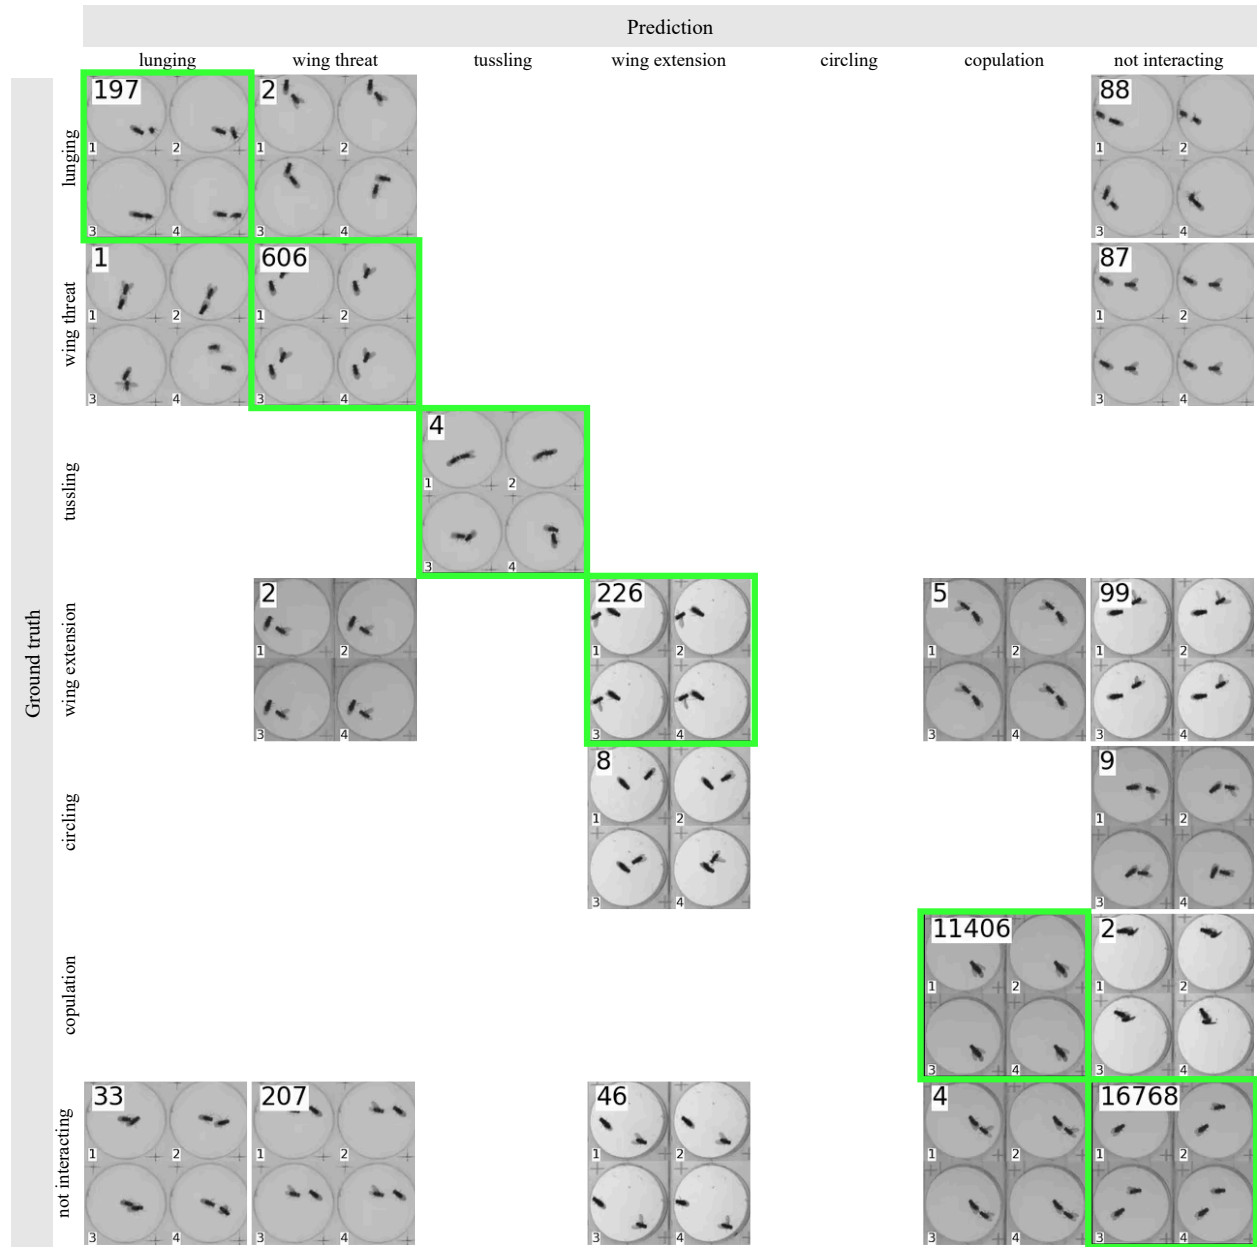 Prediction
lunging wing threat tussling wing extension circling copulation not interacting
Ground truth
lunging
197 2 88
1 2 1 2 1 2
3 4 3 4 3 4
wing threat
1 606 87
1 2 1 2 1 2
3 4 3 4 3 4
tussling
4
1 2
3 4
wing extension
2 226 5 99
1 2 1 2 1 2 1 2
3 4 3 4 3 4 3 4
circling
8 9
1 2 1 2
3 4 3 4
copulation
11406 2
1 2 1 2
3 4 3 4
not interacting
33 207 46 4 16768
1 2 1 2 1 2 1 2 1 2
3 4 3 4 3 4 3 4 3 4